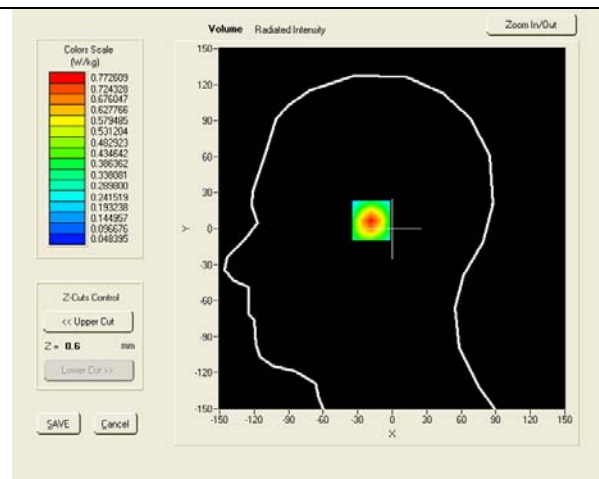 Volume Radiated Intensity
Zoom In/Out
Colors Scale
(W/kg)
0.772609
0.724328
0.676047
0.627766
0.579485
0.531204
0.482923
0.434642
0.386362
0.338081
0.289800
0.241519
0.193238
0.144957
0.096676
0.048395
Z-Cuts Control
<< Upper Cut
Z = 0.6 mm
Lower Cut >>
SAVE Cancel
150
120
90
60
30
Y 0
-30
-60
-90
-120
-150
-150 -120 -90 -60 -30 0 30 60 90 120 150
X